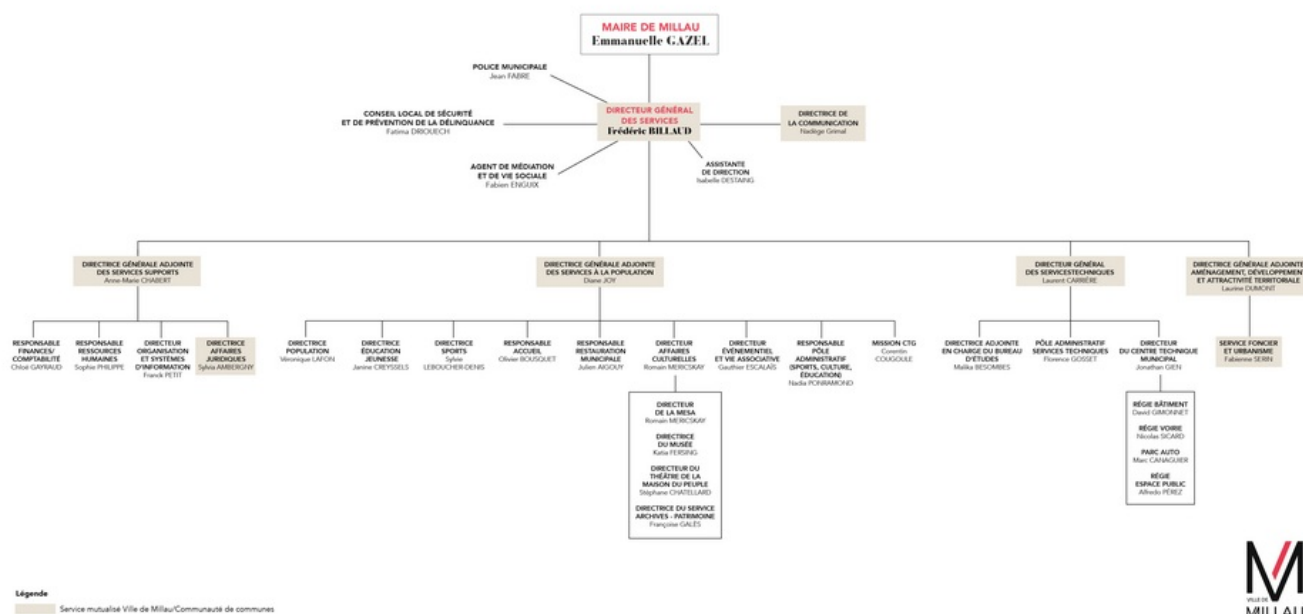 MAIRE DE MILLAU
Emmanuelle GAZEL
POLICE MUNICIPALE
Jean FABRE
CONSEIL LOCAL DE SÉCURITÉ
ET DE PRÉVENTION DE LA DÉLINQUANCE
Fatima DRIOUECH
DIRECTEUR GÉNÉRAL
DES SERVICES
Frédéric BILLAUD
DIRECTRICE DE
LA COMMUNICATION
Nadège Grimal
AGENT DE MÉDIATION
ET DE VIE SOCIALE
Fabien ENGUIX
ASSISTANTE
DE DIRECTION
Isabelle DESTAING
DIRECTRICE GÉNÉRALE ADJOINTE
DES SERVICES SUPPORTS
Anne-Marie CHABERT
DIRECTRICE GÉNÉRALE ADJOINTE
DES SERVICES À LA POPULATION
Diane JOY
DIRECTEUR GÉNÉRAL
DES SERVICESTECHNIQUES
Laurent CARRIÈRE
DIRECTRICE GÉNÉRALE ADJOINTE
AMÉNAGEMENT, DÉVELOPPEMENT
ET ATTRACTIVITÉ TERRITORIALE
Laurine DUMONT
RESPONSABLE
FINANCES/
COMPTABILITÉ
Chloé GAYRAUD
RESPONSABLE
RESSOURCES
HUMAINES
Sophie PHILIPPE
DIRECTEUR
ORGANISATION
ET SYSTÈMES
D'INFORMATION
Franck PETIT
DIRECTRICE
AFFAIRES
JURIDIQUES
Sylvia AMBERGNY
DIRECTRICE
POPULATION
Véronique LAFON
DIRECTRICE
ÉDUCATION
JEUNESSE
Janine CREYSSELS
DIRECTRICE
SPORTS
Sylvie
LEBOUCHER-DENIS
RESPONSABLE
ACCUEIL
Olivier BOUSQUET
RESPONSABLE
RESTAURATION
MUNICIPALE
Julien AIGOUY
DIRECTEUR
AFFAIRES
CULTURELLES
Romain MERICSKAY
DIRECTEUR
ÉVÉNEMENTIEL
ET VIE ASSOCIATIVE
Gauthier ESCALAÏS
RESPONSABLE
PÔLE
ADMINISTRATIF
(SPORTS, CULTURE,
ÉDUCATION)
Nadia PONRAMOND
MISSION CTG
Corentin
COUGOULE
DIRECTRICE ADJOINTE
EN CHARGE DU BUREAU
D'ÉTUDES
Malika BESOMBES
PÔLE ADMINISTRATIF
SERVICES TECHNIQUES
Florence GOSSET
DIRECTEUR
DU CENTRE TECHNIQUE
MUNICIPAL
Jonathan GIEN
SERVICE FONCIER
ET URBANISME
Fabienne SERIN
DIRECTEUR
DE LA MESA
Romain MERICSKAY
DIRECTRICE
DU MUSÉE
Katia FERSING
DIRECTEUR DU
THÉÂTRE DE LA
MAISON DU PEUPLE
Stéphane CHATELLARD
DIRECTRICE DU SERVICE
ARCHIVES - PATRIMOINE
Françoise GALÈS
RÉGIE BÂTIMENT
David GIMONNET
RÉGIE VOIRIE
Nicolas SICARD
PARC AUTO
Marc CANAGUIER
RÉGIE
ESPACE PUBLIC
Alfredo PÉREZ
Légende
Service mutualisé Ville de Millau/Communauté de communes
VILLE DE
MILLAU